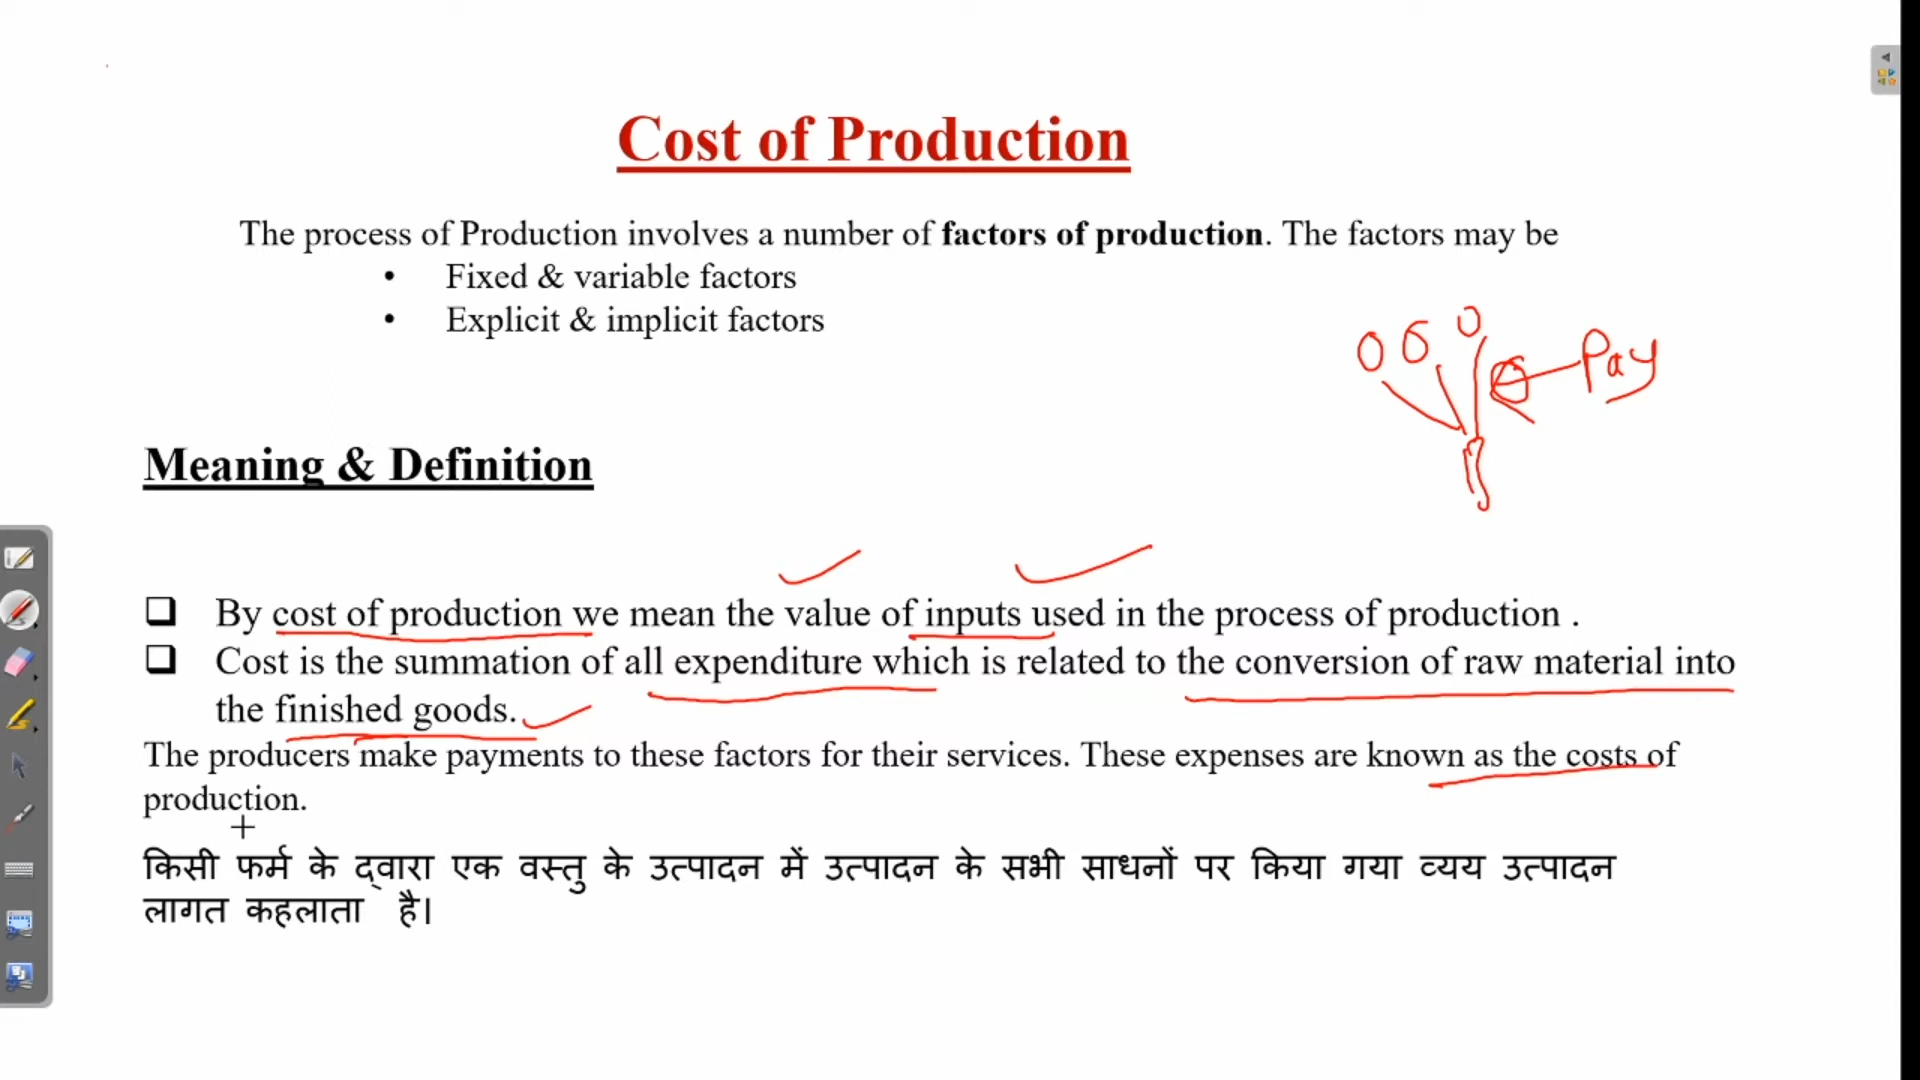 Cost of Production
The process of Production involves a number of factors of production. The factors may be
• Fixed & variable factors
• Explicit & implicit factors
0 6 0
Pay
Meaning & Definition
❑ By cost of production we mean the value of inputs used in the process of production .
❑ Cost is the summation of all expenditure which is related to the conversion of raw material into
the finished goods.
The producers make payments to these factors for their services. These expenses are known as the costs of
production.
किसी फर्म के द्वारा एक वस्तु के उत्पादन में उत्पादन के सभी साधनों पर किया गया व्यय उत्पादन
लागत कहलाता है।